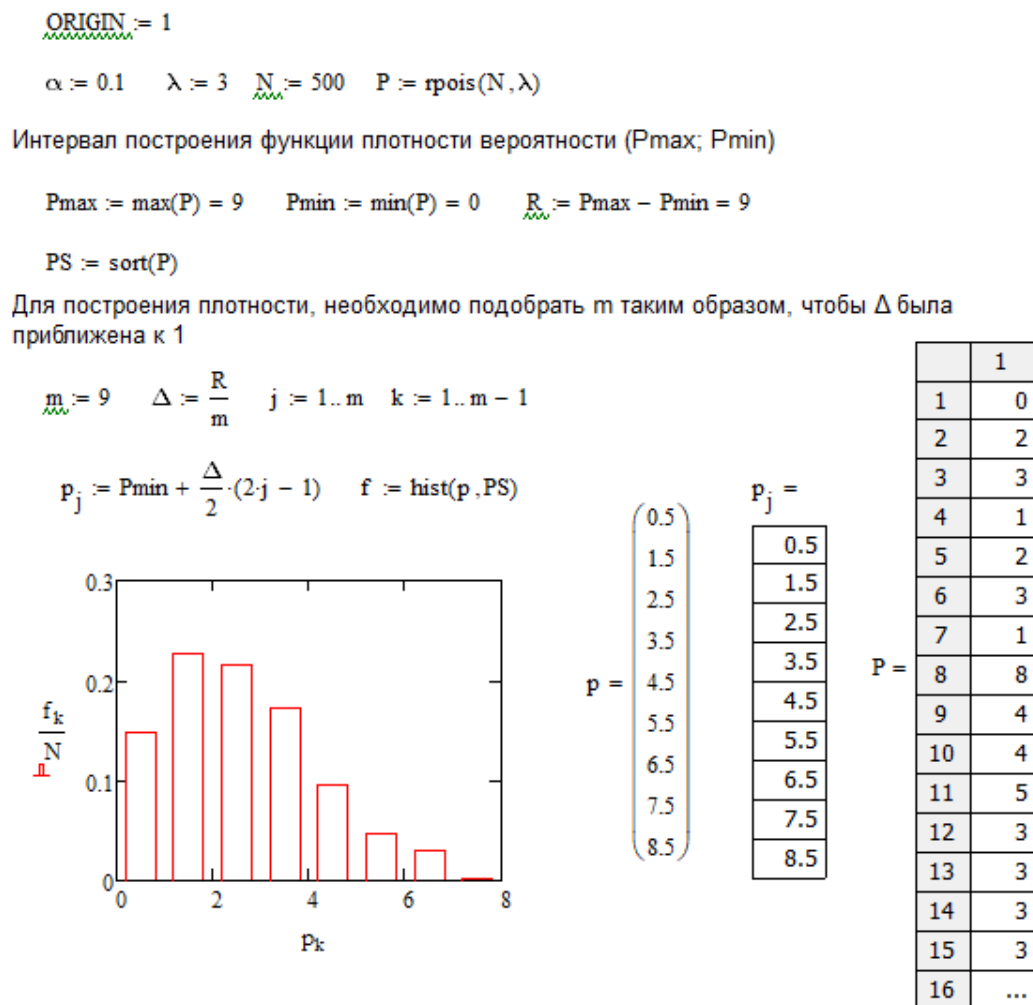 ORIGIN := 1
α := 0.1 λ := 3 N := 500 P := rpois(N,λ)
Интервал построения функции плотности вероятности (Pmax; Pmin)
Pmax := max(P) = 9 Pmin := min(P) = 0 R := Pmax − Pmin = 9
PS := sort(P)
Для построения плотности, необходимо подобрать m таким образом, чтобы Δ была
приближена к 1
m := 9 Δ := R/m j := 1.. m k := 1.. m − 1
p_j := Pmin + Δ/2·(2·j − 1) f := hist(p,PS)
0.3
0.2
0.1
0
f_k/N
0 2 4 6 8
p_k
p =
0.5
1.5
2.5
3.5
4.5
5.5
6.5
7.5
8.5
p_j =
0.5
1.5
2.5
3.5
4.5
5.5
6.5
7.5
8.5
P =
1
1 0
2 2
3 3
4 1
5 2
6 3
7 1
8 8
9 4
10 4
11 5
12 3
13 3
14 3
15 3
16 ...